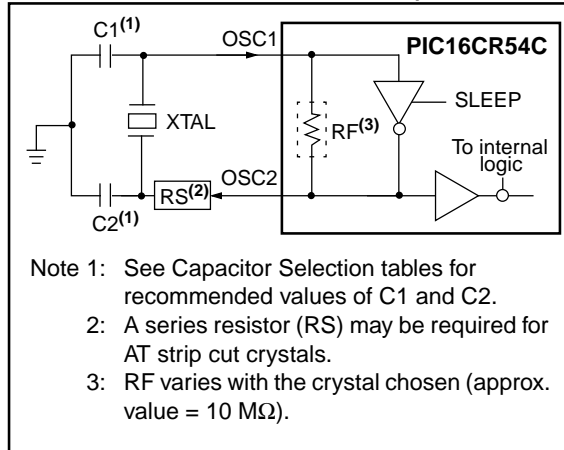 C1(1)
OSC1
PIC16CR54C
SLEEP
XTAL
RF(3)
To internal
logic
OSC2
RS(2)
C2(1)
Note 1: See Capacitor Selection tables for
recommended values of C1 and C2.
2: A series resistor (RS) may be required for
AT strip cut crystals.
3: RF varies with the crystal chosen (approx.
value = 10 MΩ).